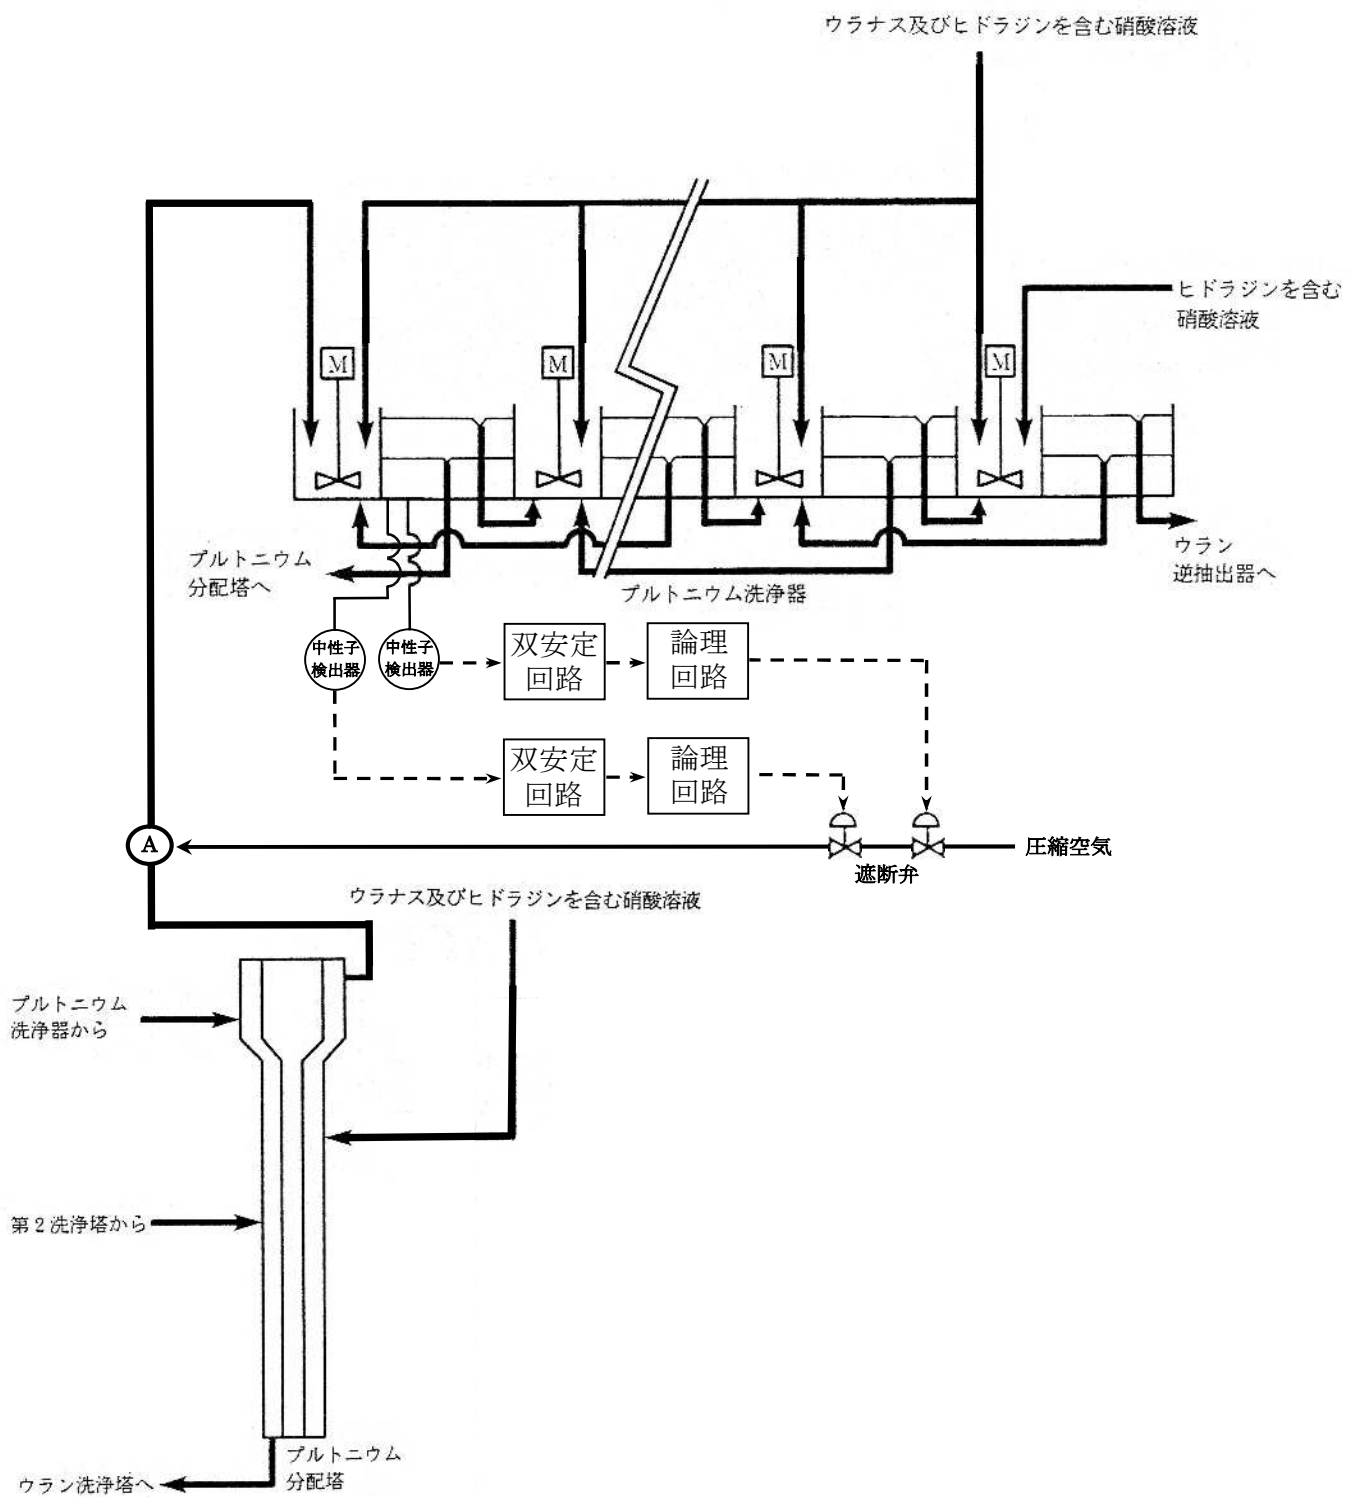 ウラナス及びヒドラジンを含む硝酸溶液
ヒドラジンを含む
硝酸溶液
M
M
M
M
プルトニウム
分配塔へ
プルトニウム洗浄器
ウラン
逆抽出器へ
中性子
検出器
中性子
検出器
双安定
回路
論理
回路
双安定
回路
論理
回路
A
圧縮空気
遮断弁
ウラナス及びヒドラジンを含む硝酸溶液
プルトニウム
洗浄器から
第2洗浄塔から
プルトニウム
分配塔
ウラン洗浄塔へ